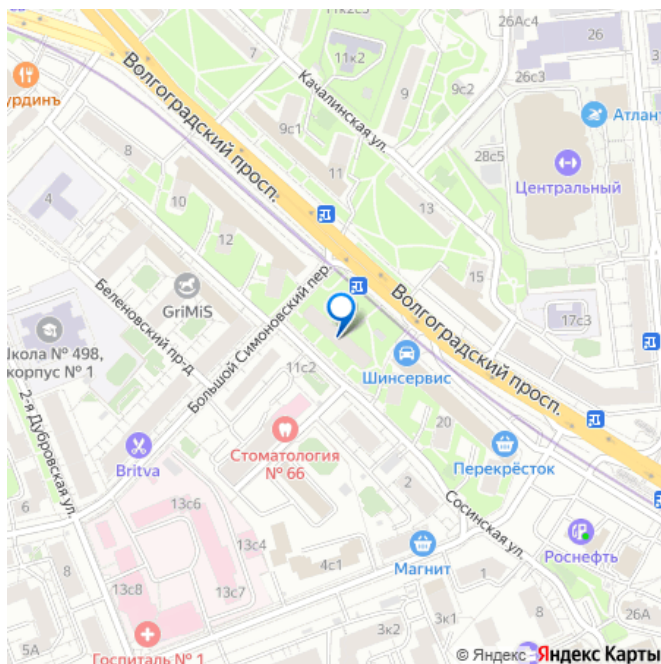 11к2с3
26Ас4
26
7
11к2
Качалинская ул.
9
9с2
26с3
урдинъ
Волгоградский просп.
9с1
Атлант
28с5
Центральный
8
11
4
10
13
12
15
Беленовский пр-д
GriMiS
Большой Симоновский пер.
Волгоградский просп.
17с3
Школа № 498,
корпус № 1
Шинсервис
11с2
2-я Дубровская ул.
Britva
Стоматология
№ 66
20
Перекрёсток
13с6
2
Сосинская ул.
13с4
Роснефть
Магнит
8
13с8
13с7
4с1
1
5А
3к2
3к1
8
26А
Госпиталь № 1
© Яндекс Яндекс Карты